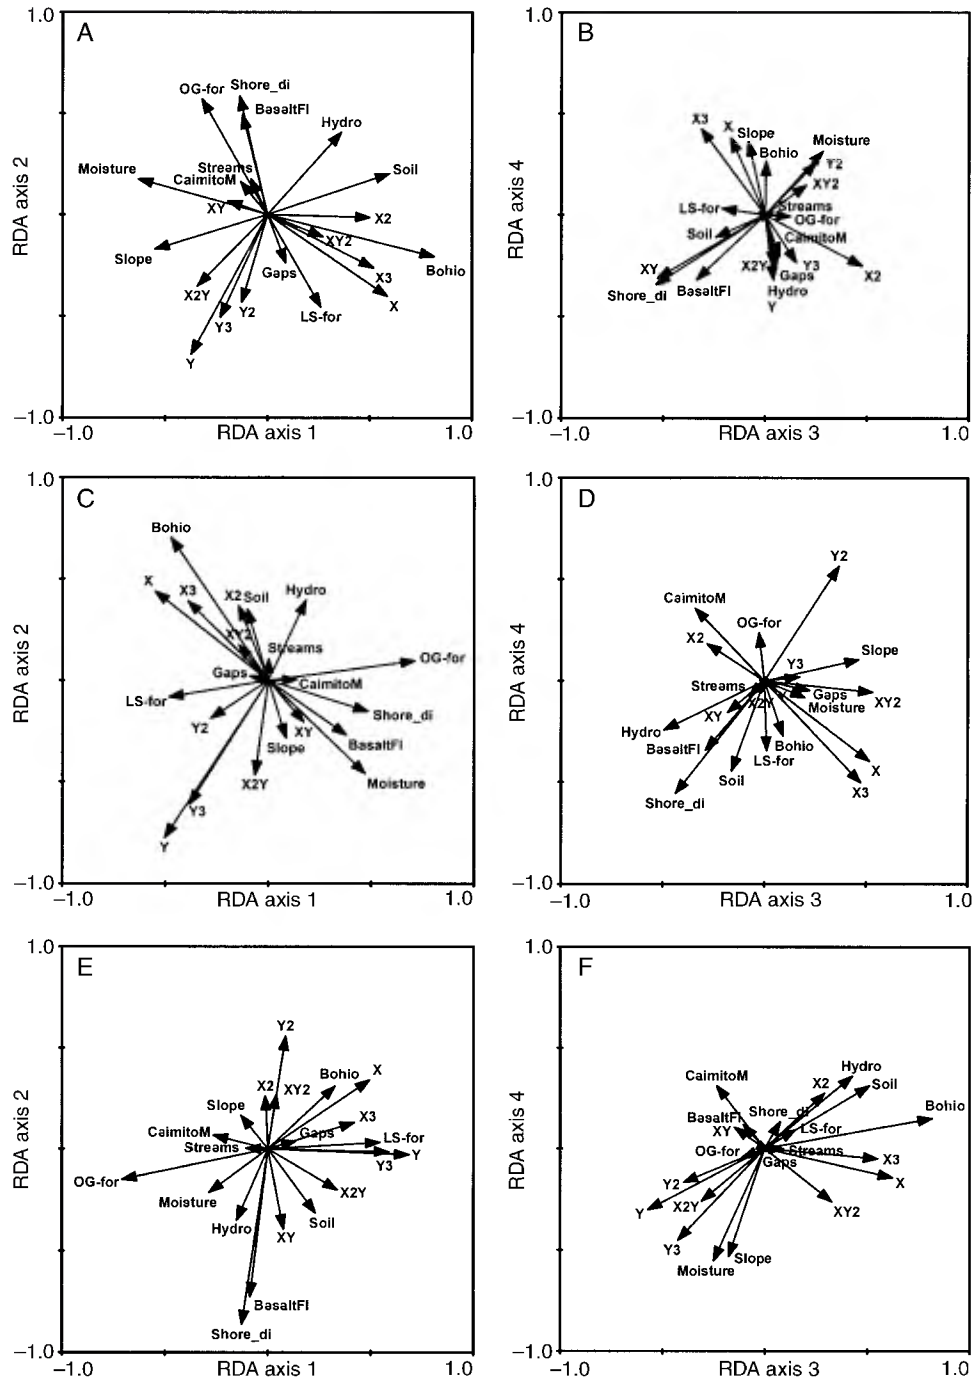 1.0
A
OG-for
Shore_di
BasaltFl
Hydro
Moisture
Streams
CaimitoM
Soil
XY
X2
XY2
Slope
Gaps
X3
Bohio
X2Y
Y2
LS-for
X
Y3
Y
RDA axis 2
−1.0
−1.0
RDA axis 1
1.0
1.0
B
X3
X
Slope
Bohio
Moisture
Y2
XY2
LS-for
Streams
OG-for
Soil
CaimitoM
XY
X2Y
Y3
X2
Shore_di
BasaltFl
Gaps
Hydro
Y
RDA axis 4
−1.0
−1.0
RDA axis 3
1.0
1.0
C
Bohio
X
X3
X2
Soil
Hydro
XY2
Streams
OG-for
Gaps
CaimitoM
LS-for
Shore_di
Y2
XY
Slope
BasaltFl
X2Y
Moisture
Y3
Y
RDA axis 2
−1.0
−1.0
RDA axis 1
1.0
1.0
D
Y2
CaimitoM
OG-for
X2
Slope
Y3
Streams
Gaps
XY2
X2Y
Moisture
XY
Hydro
BasaltFl
Bohio
LS-for
X
Soil
X3
Shore_di
RDA axis 4
−1.0
−1.0
RDA axis 3
1.0
1.0
E
Y2
X2
XY2
Bohio
X
Slope
X3
CaimitoM
Gaps
LS-for
Streams
Y3
Y
OG-for
Moisture
X2Y
Hydro
Soil
XY
BasaltFl
Shore_di
RDA axis 2
−1.0
−1.0
RDA axis 1
1.0
1.0
F
CaimitoM
X2
Hydro
Soil
BasaltFl
Shore_di
Bohio
XY
LS-for
OG-for
Streams
Gaps
X3
Y2
X
X2Y
Y
XY2
Y3
Slope
Moisture
RDA axis 4
−1.0
−1.0
RDA axis 3
1.0